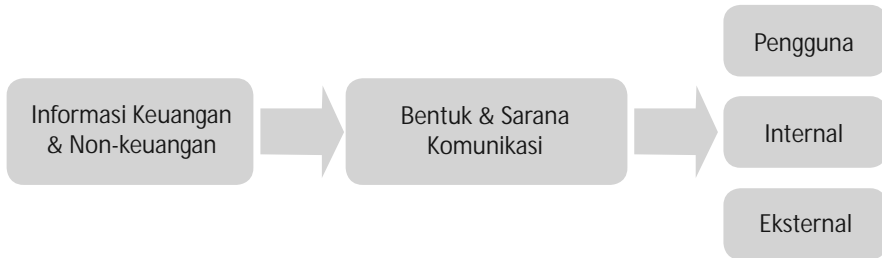 Informasi Keuangan
& Non-keuangan
Bentuk & Sarana
Komunikasi
Pengguna
Internal
Eksternal